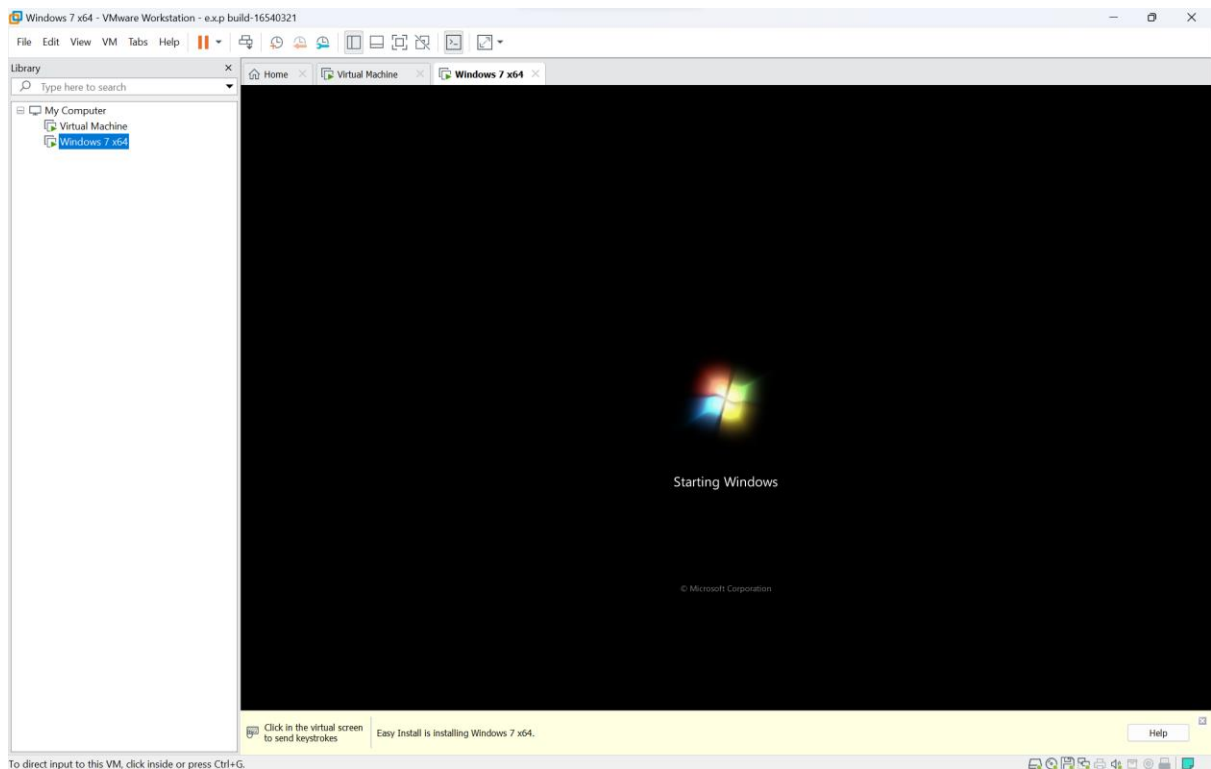 Windows 7 x64 - VMware Workstation - e.x.p build-16540321
File Edit View VM Tabs Help
Library
Type here to search
My Computer
Virtual Machine
Windows 7 x64
Home Virtual Machine Windows 7 x64
Starting Windows
© Microsoft Corporation
Click in the virtual screen
to send keystrokes
Easy Install is installing Windows 7 x64.
Help
To direct input to this VM, click inside or press Ctrl+G.